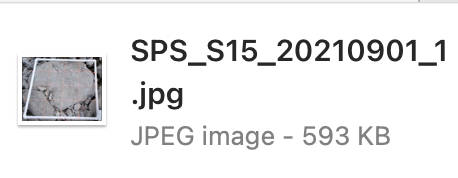 SPS_S15_20210901_1
.jpg
JPEG image - 593 KB